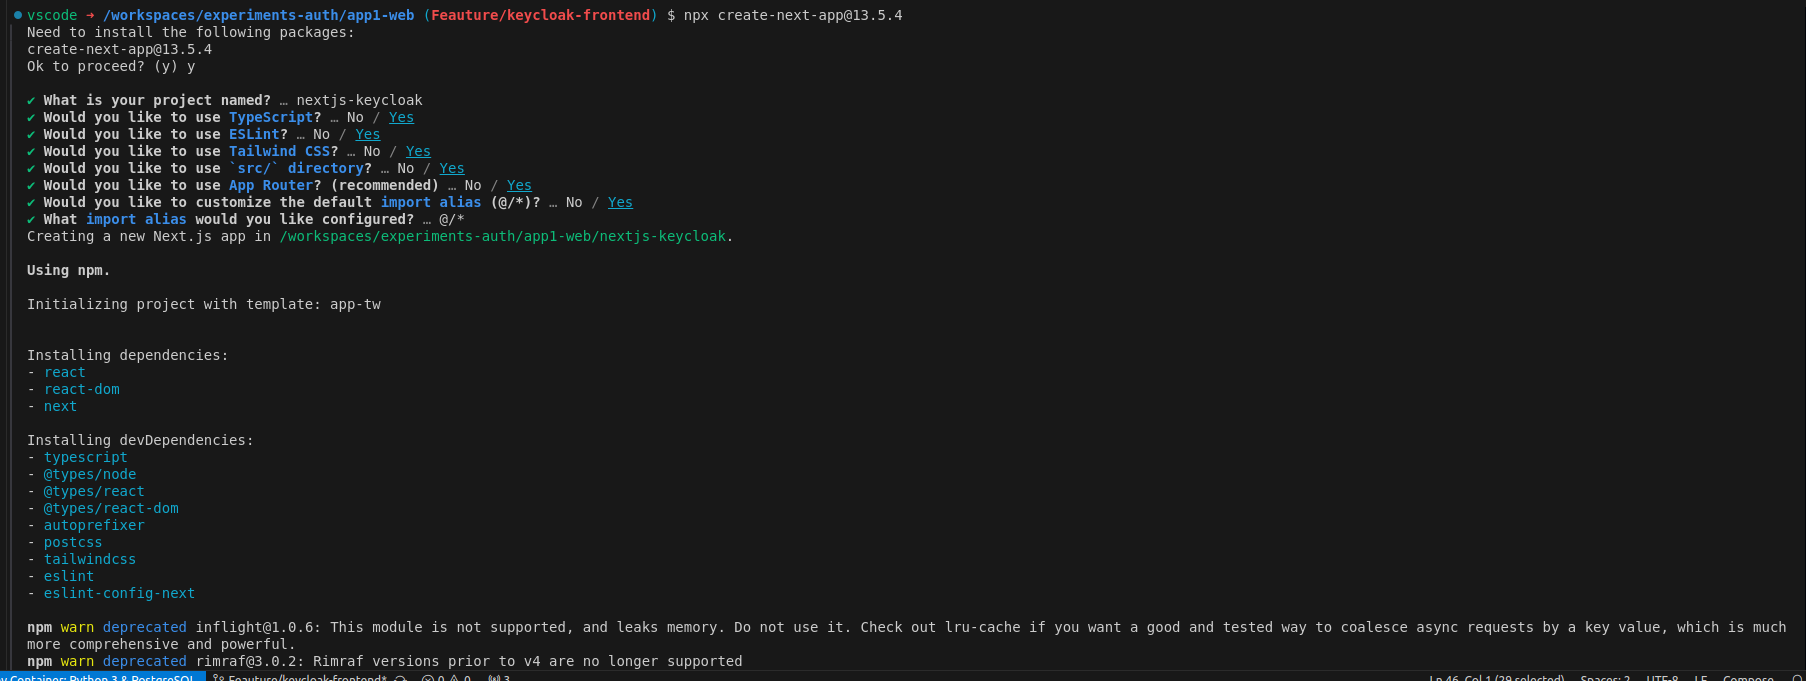 vscode → /workspaces/experiments-auth/app1-web (Feauture/keycloak-frontend) $ npx create-next-app@13.5.4
Need to install the following packages:
create-next-app@13.5.4
Ok to proceed? (y) y
✔ What is your project named? … nextjs-keycloak
✔ Would you like to use TypeScript? … No / Yes
✔ Would you like to use ESLint? … No / Yes
✔ Would you like to use Tailwind CSS? … No / Yes
✔ Would you like to use `src/` directory? … No / Yes
✔ Would you like to use App Router? (recommended) … No / Yes
✔ Would you like to customize the default import alias (@/*)? … No / Yes
✔ What import alias would you like configured? … @/*
Creating a new Next.js app in /workspaces/experiments-auth/app1-web/nextjs-keycloak.
Using npm.
Initializing project with template: app-tw
Installing dependencies:
- react
- react-dom
- next
Installing devDependencies:
- typescript
- @types/node
- @types/react
- @types/react-dom
- autoprefixer
- postcss
- tailwindcss
- eslint
- eslint-config-next
npm warn deprecated inflight@1.0.6: This module is not supported, and leaks memory. Do not use it. Check out lru-cache if you want a good and tested way to coalesce async requests by a key value, which is much
more comprehensive and powerful.
npm warn deprecated rimraf@3.0.2: Rimraf versions prior to v4 are no longer supported
Container: Python 3 & PostgreSQL Feauture/keycloak-frontend* 0 0 3 Ln 46, Col 1 (29 selected) Spaces: 2 UTF-8 LF Compose